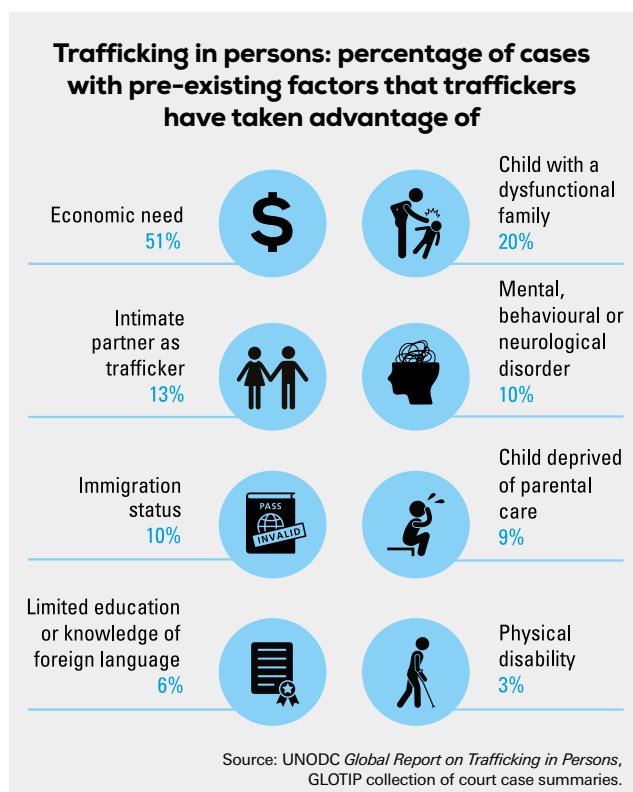 Trafficking in persons: percentage of cases
with pre-existing factors that traffickers
have taken advantage of
Economic need
51%
Child with a
dysfunctional
family
20%
Intimate
partner as
trafficker
13%
Mental,
behavioural or
neurological
disorder
10%
Immigration
status
10%
PASS
INVALID
Child deprived
of parental
care
9%
Limited education
or knowledge of
foreign language
6%
Physical
disability
3%
Source: UNODC Global Report on Trafficking in Persons,
GLOTIP collection of court case summaries.